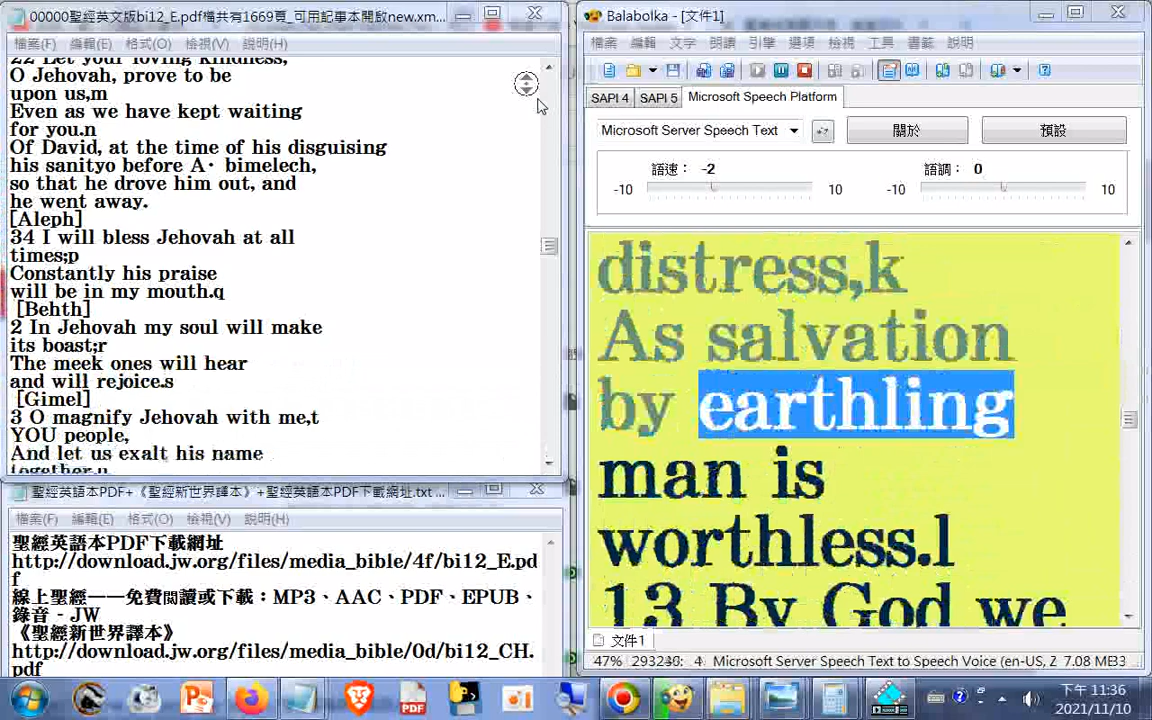 00000聖經英文版bi12_E.pdf檔共有1669頁_可用記事本開啟new.xm...
檔案(F) 編輯(E) 格式(O) 檢視(V) 說明(H)
22 Let your loving kindness,
O Jehovah, prove to be
upon us,m
Even as we have kept waiting
for you.n
Of David, at the time of his disguising
his sanityo before A· bimelech,
so that he drove him out, and
he went away.
[Aleph]
34 I will bless Jehovah at all
times;p
Constantly his praise
will be in my mouth.q
[Behth]
2 In Jehovah my soul will make
its boast;r
The meek ones will hear
and will rejoice.s
[Gimel]
3 O magnify Jehovah with me,t
YOU people,
And let us exalt his name
together.u
聖經英語本PDF+《聖經新世界譯本》+聖經英語本PDF下載網址.txt ...
檔案(F) 編輯(E) 格式(O) 檢視(V) 說明(H)
聖經英語本PDF下載網址
http://download.jw.org/files/media_bible/4f/bi12_E.pd
f
線上聖經——免費閱讀或下載：MP3、AAC、PDF、EPUB、
錄音 - JW
《聖經新世界譯本》
http://download.jw.org/files/media_bible/0d/bi12_CH.
pdf
Balabolka - [文件1]
檔案 編輯 文字 朗讀 引擎 選項 檢視 工具 書籤 說明
SAPI 4 SAPI 5 Microsoft Speech Platform
Microsoft Server Speech Text 關於 預設
語速： -2 語調： 0
-10 10 -10 10
distress,k
As salvation
by earthling
man is
worthless.l
13 By God we
文件1
47% 293240: 4 Microsoft Server Speech Text to Speech Voice (en-US, Z 7.08 MB
下午 11:36
2021/11/10